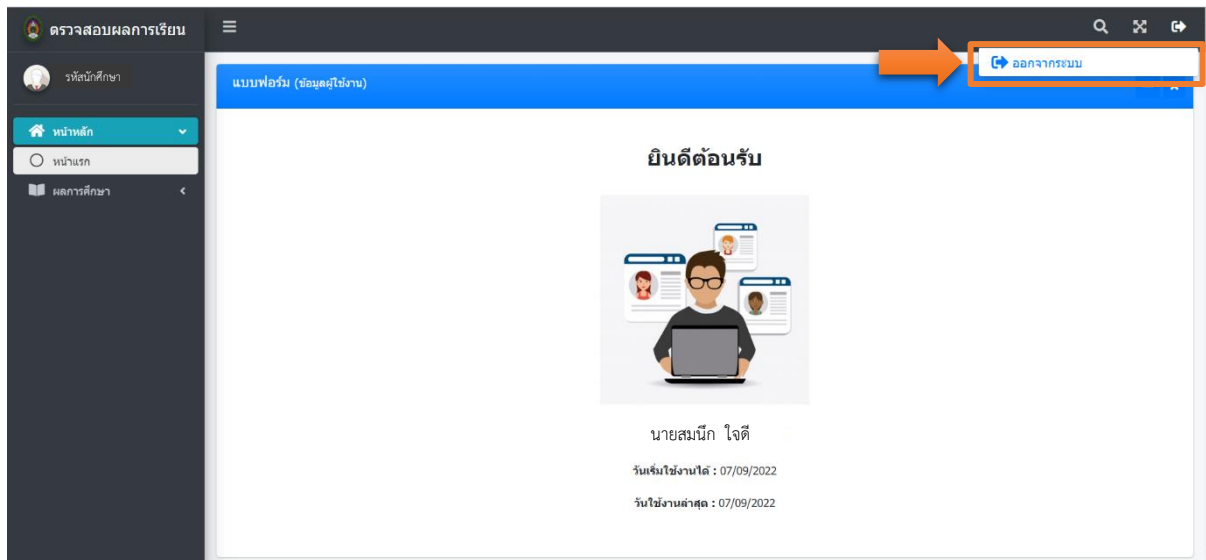 ตรวจสอบผลการเรียน
ออกจากระบบ
รหัสนักศึกษา
แบบฟอร์ม (ข้อมูลผู้ใช้งาน)
หน้าหลัก
หน้าแรก
ผลการศึกษา
ยินดีต้อนรับ
นายสมนึก ใจดี
วันเริ่มใช้งานได้ : 07/09/2022
วันใช้งานล่าสุด : 07/09/2022